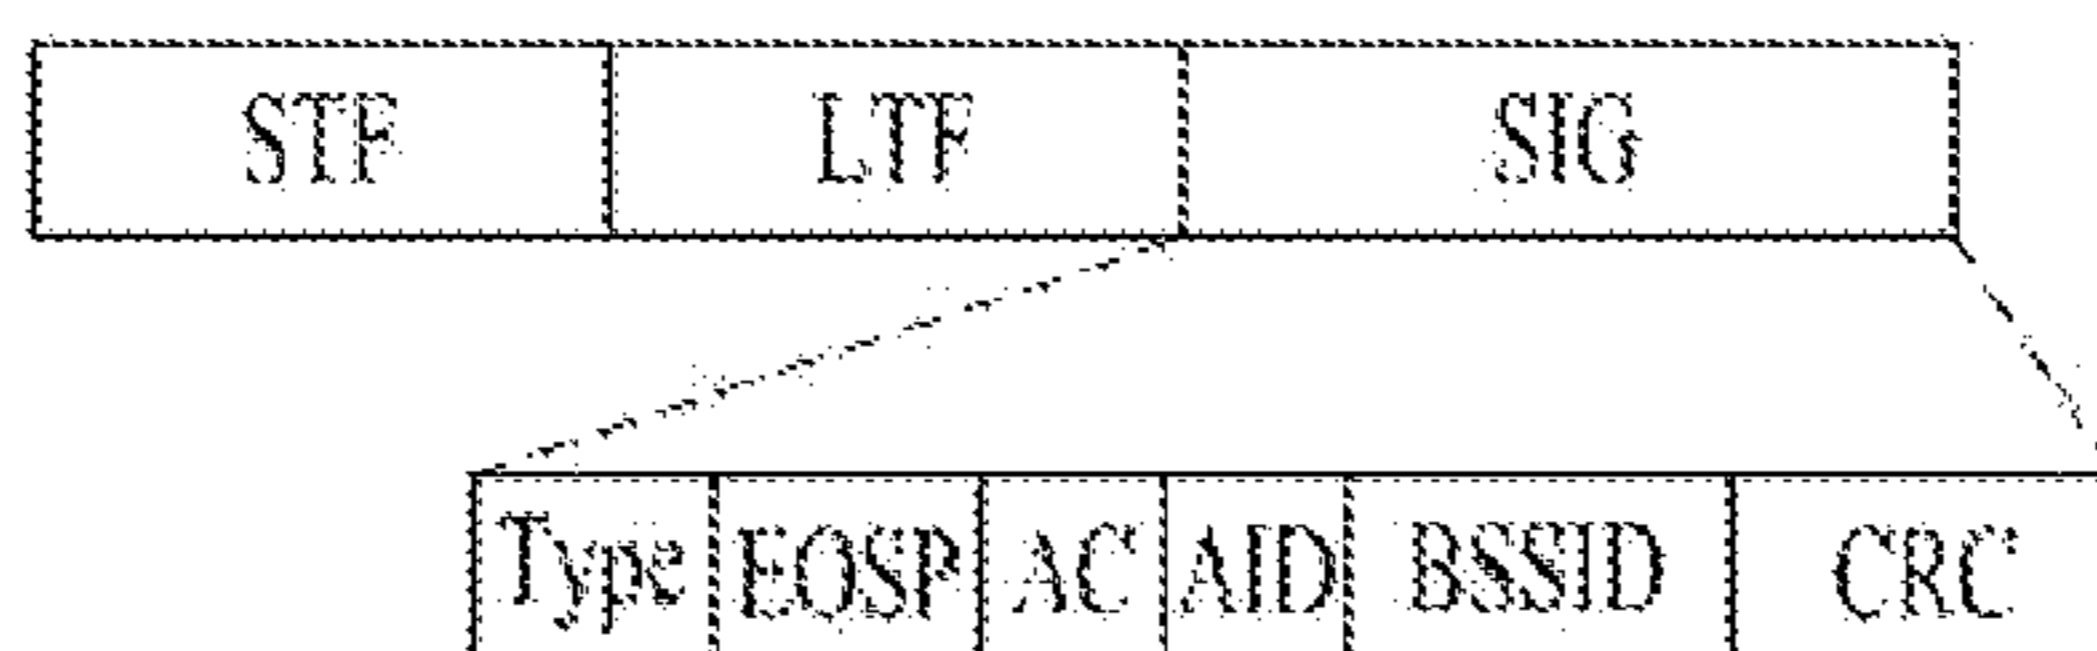 STF LTF SIG
Type EOSP AC AID BSSID CRC